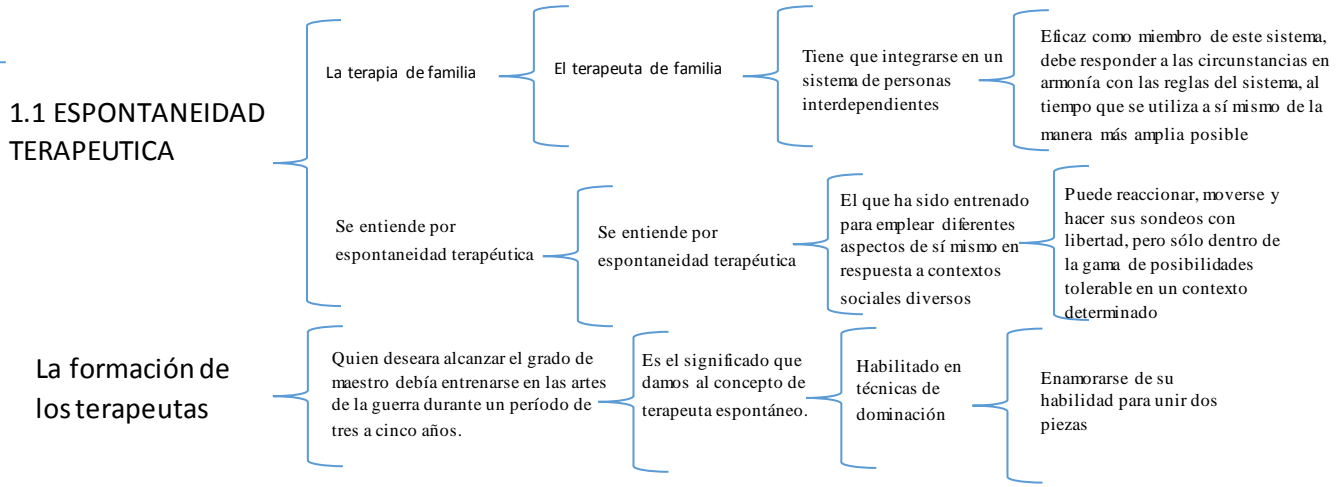 1.1 ESPONTANEIDAD
TERAPEUTICA
La terapia de familia
El terapeuta de familia
Tiene que integrarse en un
sistema de personas
interdependientes
Eficaz como miembro de este sistema,
debe responder a las circunstancias en
armonía con las reglas del sistema, al
tiempo que se utiliza a sí mismo de la
manera más amplia posible
Se entiende por
espontaneidad terapéutica
Se entiende por
espontaneidad terapéutica
El que ha sido entrenado
para emplear diferentes
aspectos de sí mismo en
respuesta a contextos
sociales diversos
Puede reaccionar, moverse y
hacer sus sondeos con
libertad, pero sólo dentro de
la gama de posibilidades
tolerable en un contexto
determinado
La formación de
los terapeutas
Quien deseara alcanzar el grado de
maestro debía entrenarse en las artes
de la guerra durante un período de
tres a cinco años.
Es el significado que
damos al concepto de
terapeuta espontáneo.
Habilitado en
técnicas de
dominación
Enamorarse de su
habilidad para unir dos
piezas